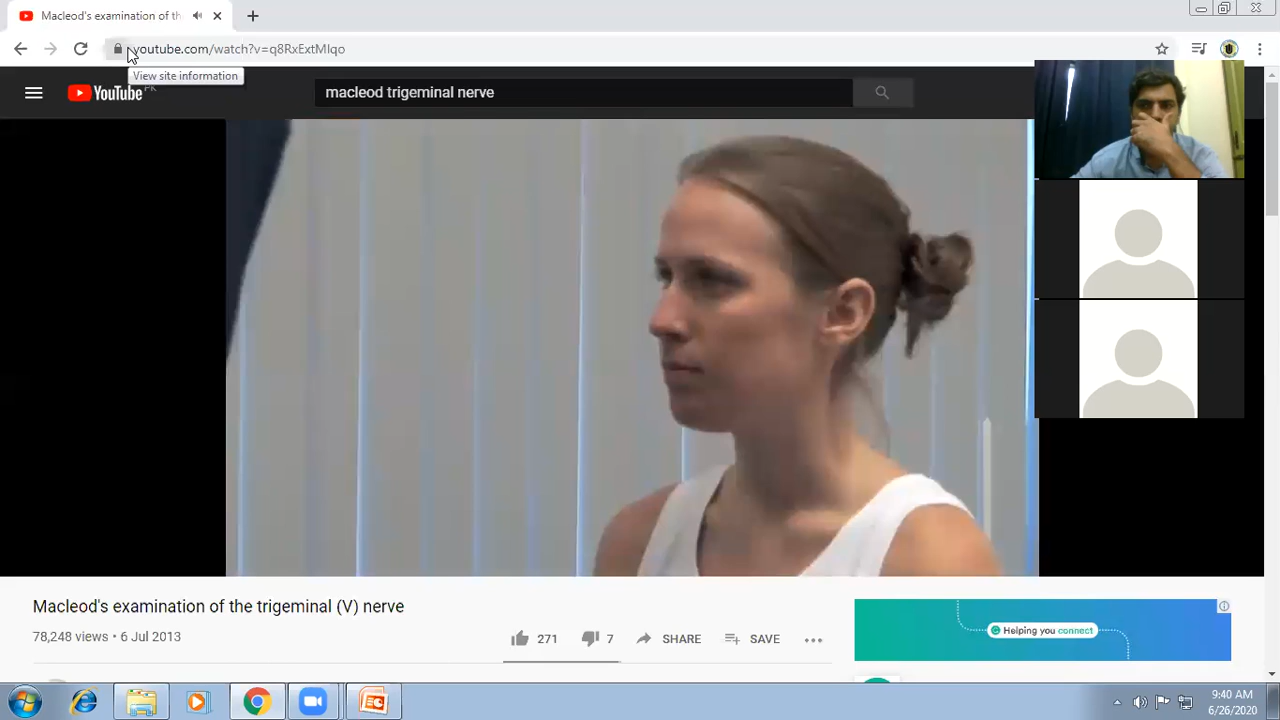 Macleod's examination of th
youtube.com/watch?v=q8RxExtMIqo
View site information
YouTube PK
macleod trigeminal nerve
Macleod's examination of the trigeminal (V) nerve
78,248 views • 6 Jul 2013
271
7
SHARE
SAVE
Helping you connect
9:40 AM
6/26/2020